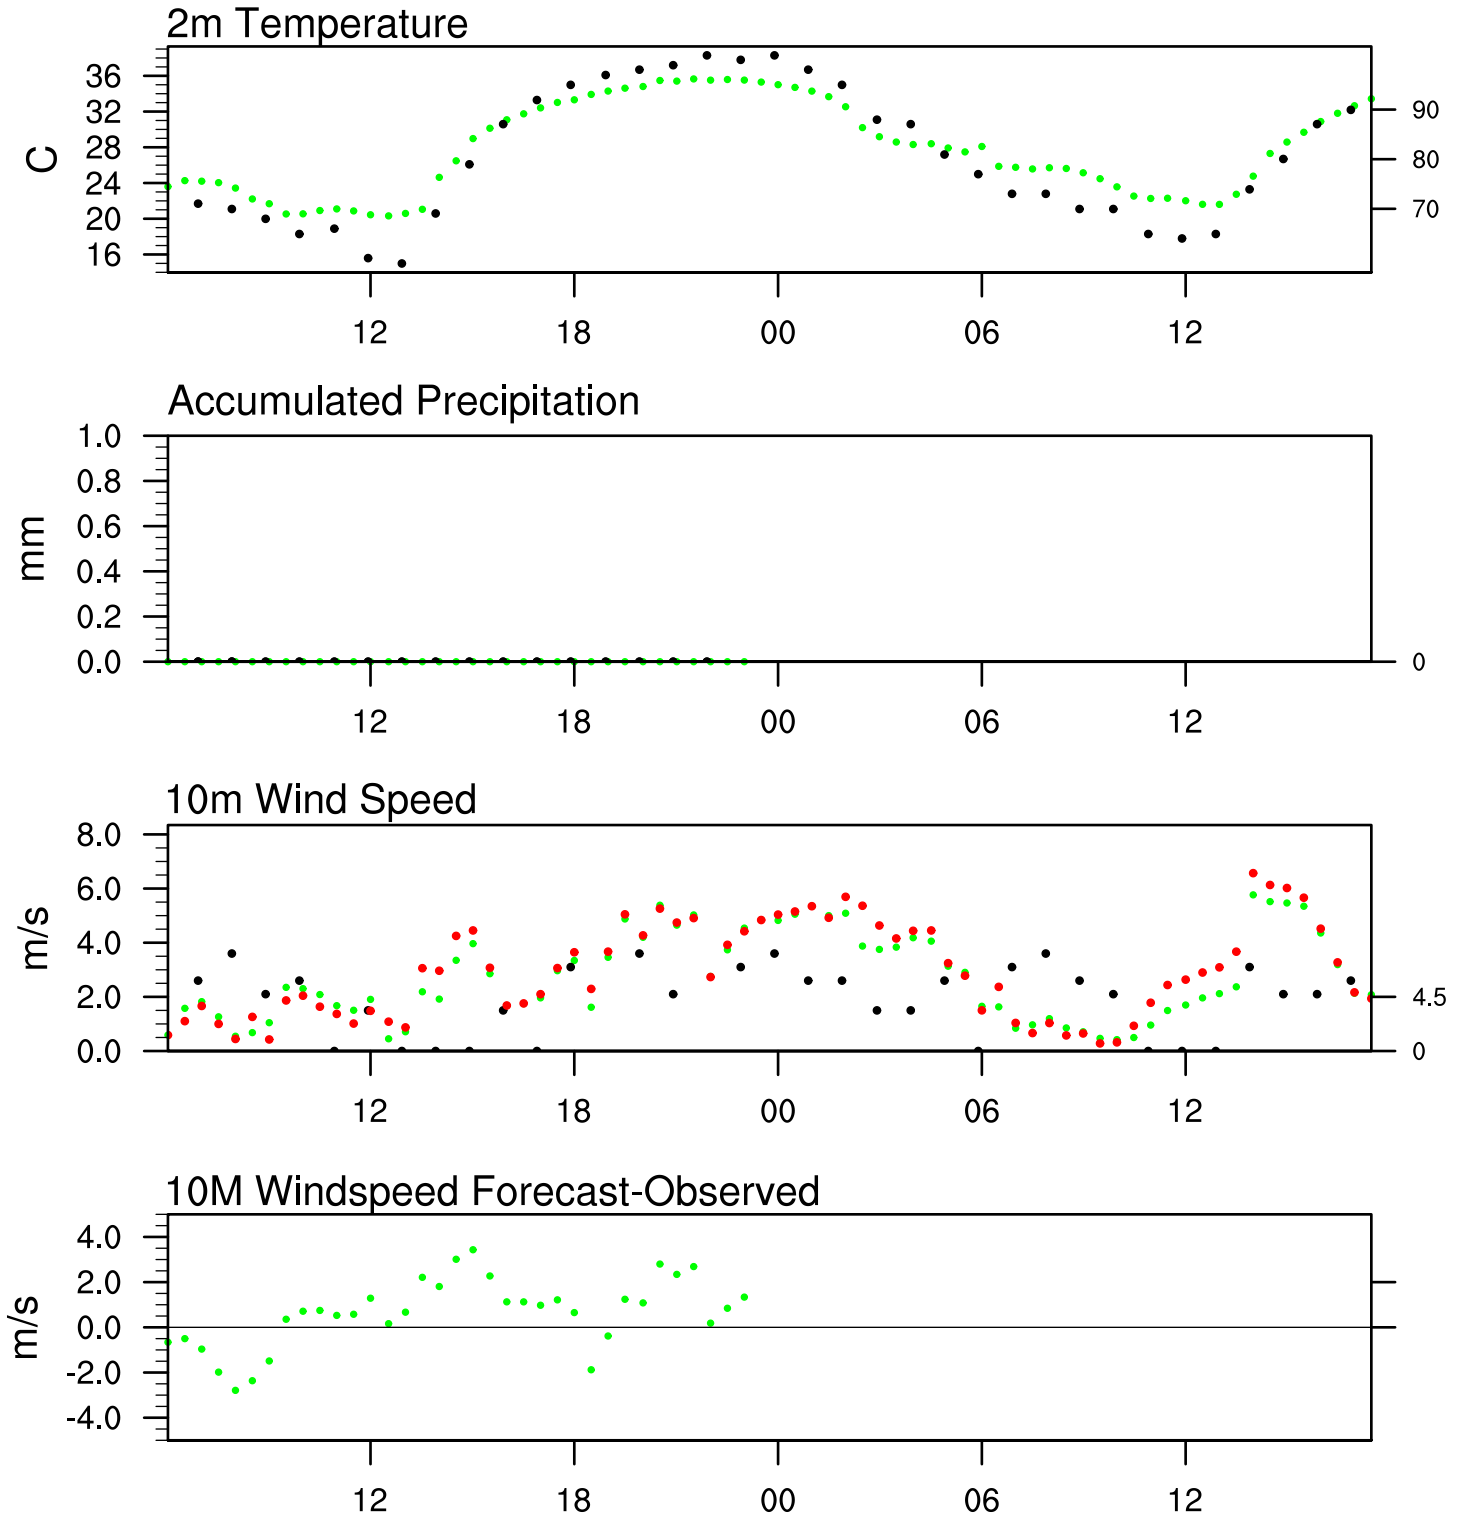 2m Temperature
36
32
28
24
20
16
C
90
80
70
12 18 00 06 12
Accumulated Precipitation
1.0
0.8
0.6
0.4
0.2
0.0
mm
0
12 18 00 06 12
10m Wind Speed
8.0
6.0
4.0
2.0
0.0
m/s
4.5
0
12 18 00 06 12
10M Windspeed Forecast-Observed
4.0
2.0
0.0
-2.0
-4.0
m/s
12 18 00 06 12